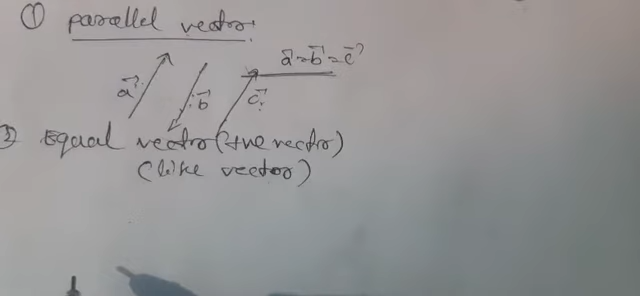 ① parallel vector:
a⃗ b⃗ c⃗ a⃗=b⃗=c⃗
② Equal vector (+ve vector)
(like vector)